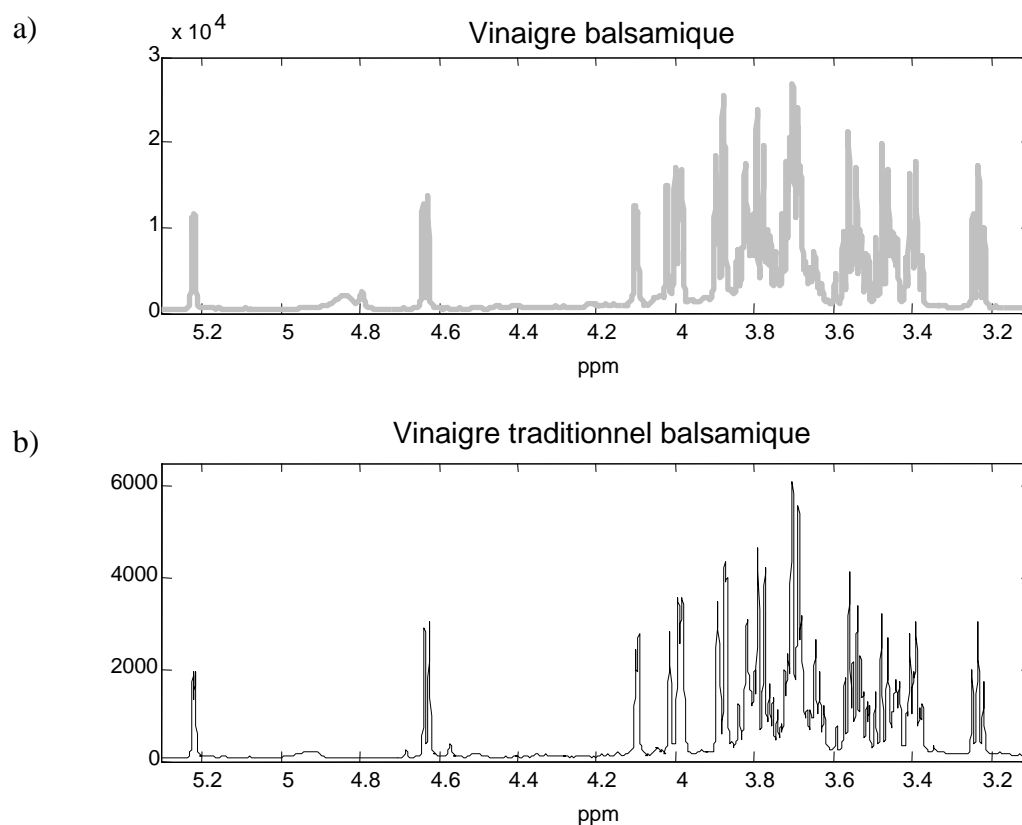 a)
x 10⁴
Vinaigre balsamique
3
2
1
0
5.2 5 4.8 4.6 4.4 4.2 4 3.8 3.6 3.4 3.2
ppm
b)
Vinaigre traditionnel balsamique
6000
4000
2000
0
5.2 5 4.8 4.6 4.4 4.2 4 3.8 3.6 3.4 3.2
ppm